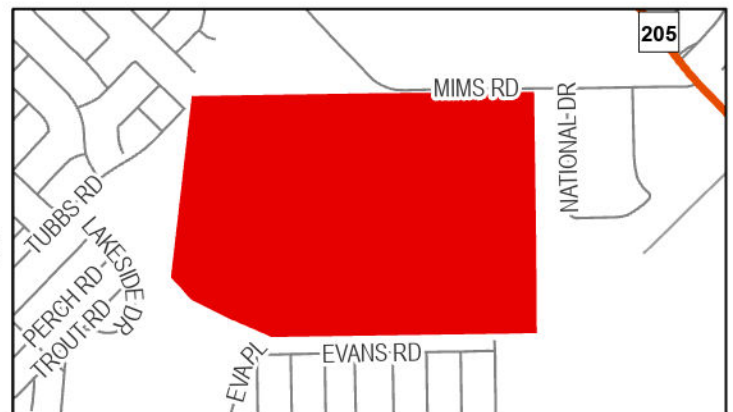 205
MIMS RD
NATIONAL DR
TUBBS RD
LAKESIDE DR
PERCH RD
TROUT RD
EVANS RD
EVA PL